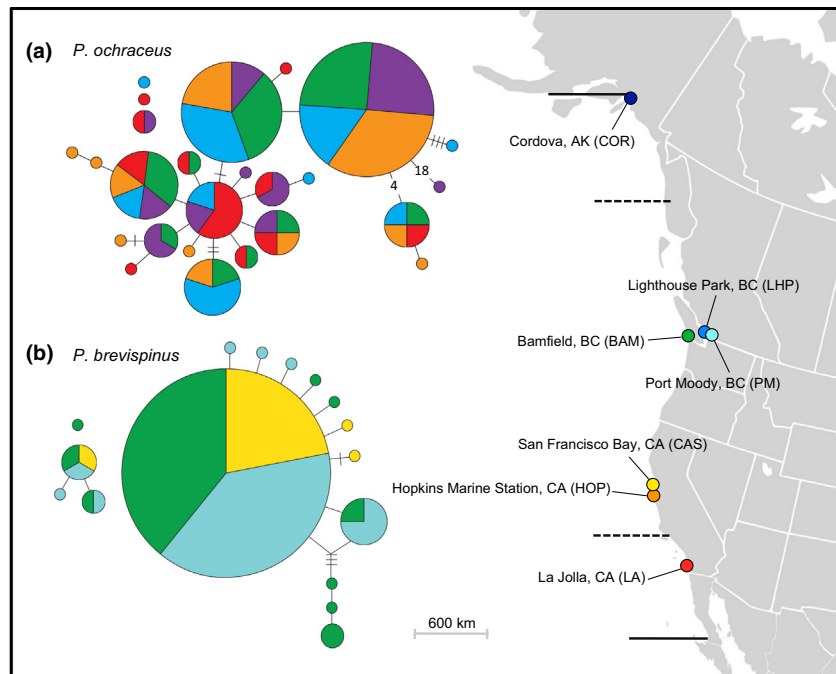 (a) P. ochraceus
18
4
(b) P. brevispinus
Cordova, AK (COR)
Lighthouse Park, BC (LHP)
Bamfield, BC (BAM)
Port Moody, BC (PM)
San Francisco Bay, CA (CAS)
Hopkins Marine Station, CA (HOP)
La Jolla, CA (LA)
600 km